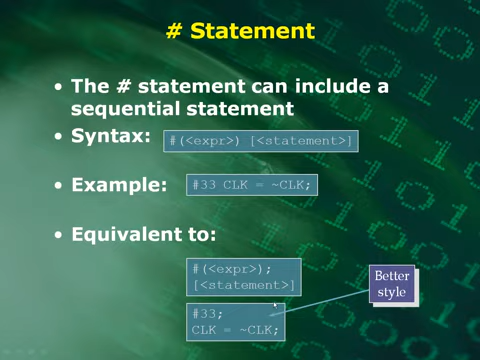 # Statement
• The # statement can include a
sequential statement
• Syntax:
#(<expr>) [<statement>]
• Example:
#33 CLK = ~CLK;
• Equivalent to:
#(<expr>);
[<statement>]
Better
style
#33;
CLK = ~CLK;